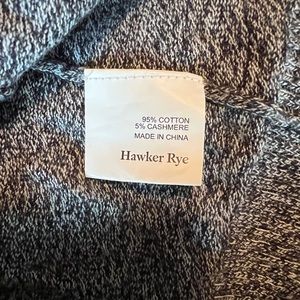 95% COTTON
5% CASHMERE
MADE IN CHINA
Hawker Rye